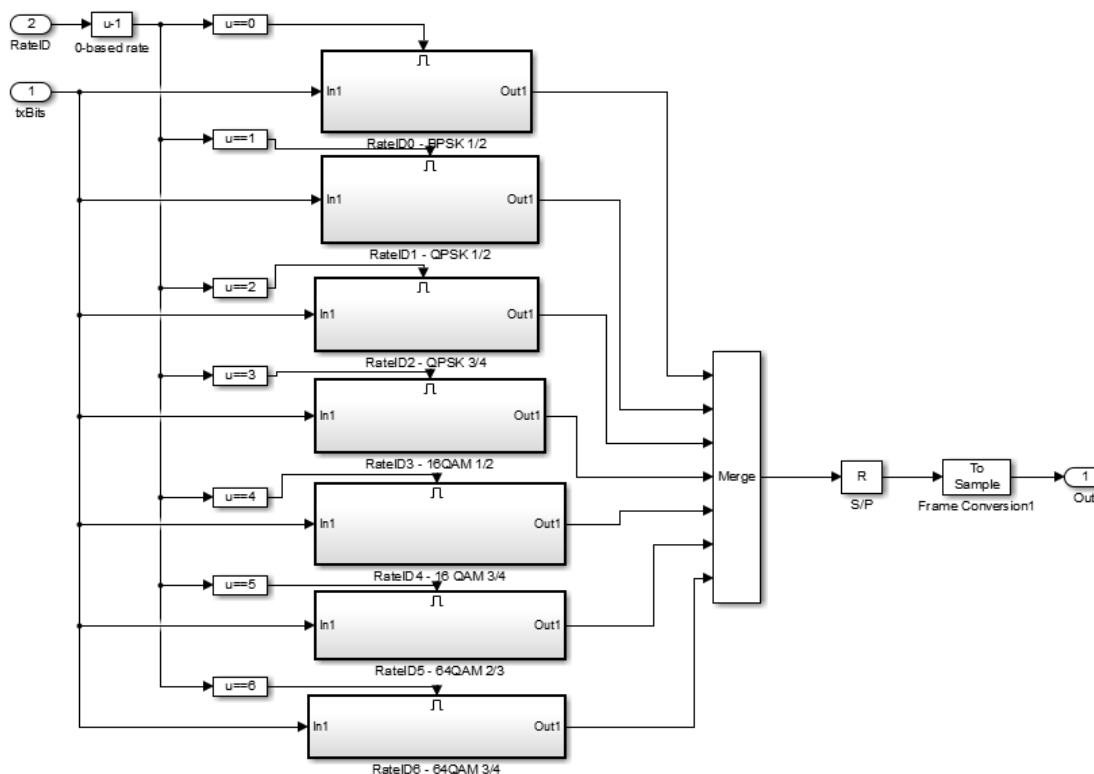 2
RateID
u-1
0-based rate
u==0
In1
Out1
RateID0 - BPSK 1/2
1
txBits
u==1
In1
Out1
RateID1 - QPSK 1/2
u==2
In1
Out1
RateID2 - QPSK 3/4
u==3
In1
Out1
RateID3 - 16QAM 1/2
u==4
In1
Out1
RateID4 - 16 QAM 3/4
u==5
In1
Out1
RateID5 - 64QAM 2/3
u==6
In1
Out1
RateID6 - 64QAM 3/4
Merge
R
S/P
To
Sample
Frame Conversion1
1
Out